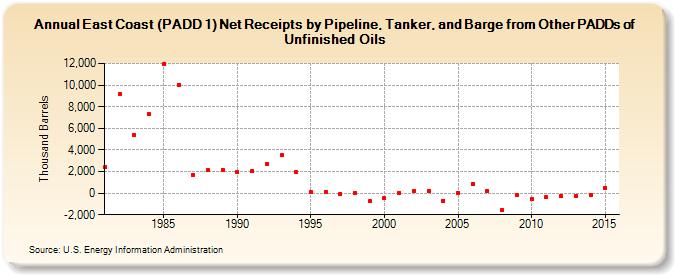 Annual East Coast (PADD 1) Net Receipts by Pipeline, Tanker, and Barge from Other PADDs of
Unfinished Oils
Thousand Barrels
12,000
10,000
8,000
6,000
4,000
2,000
0
-2,000
1985 1990 1995 2000 2005 2010 2015
Source: U.S. Energy Information Administration